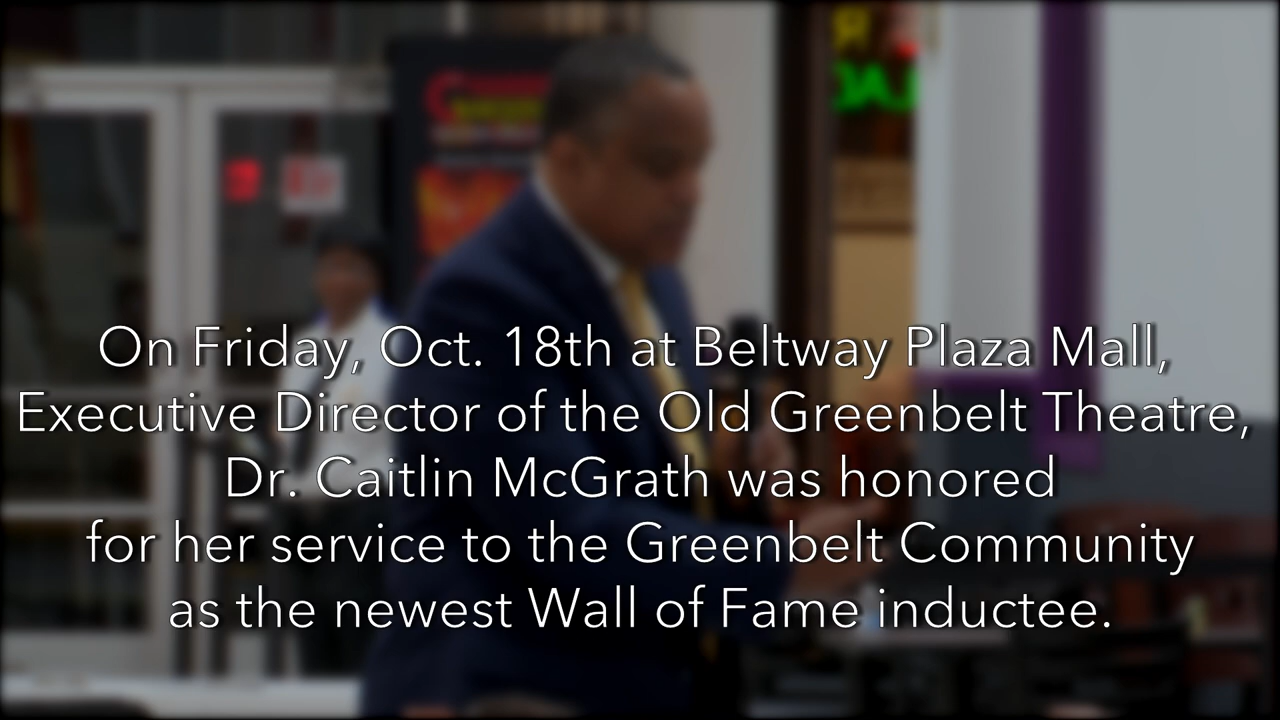 On Friday, Oct. 18th at Beltway Plaza Mall,
Executive Director of the Old Greenbelt Theatre,
Dr. Caitlin McGrath was honored
for her service to the Greenbelt Community
as the newest Wall of Fame inductee.